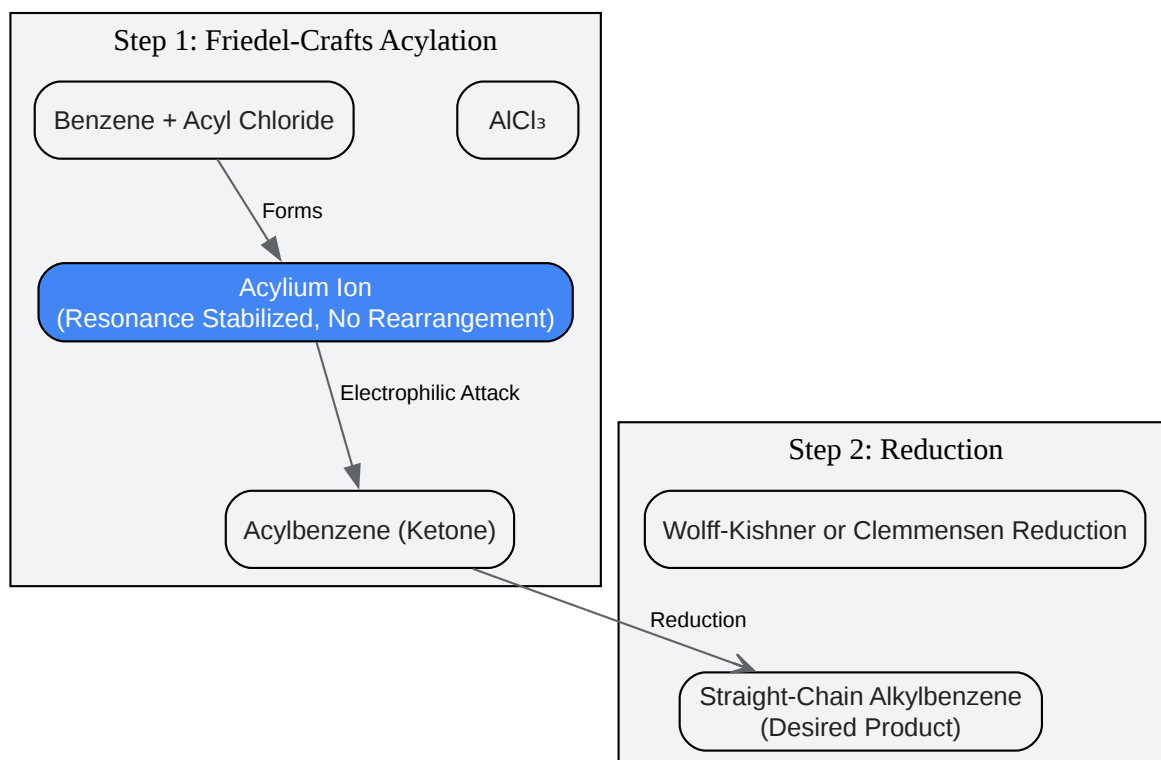 Step 1: Friedel-Crafts Acylation
Benzene + Acyl Chloride
AlCl₃
Forms
Acylium Ion
(Resonance Stabilized, No Rearrangement)
Electrophilic Attack
Acylbenzene (Ketone)
Step 2: Reduction
Wolff-Kishner or Clemmensen Reduction
Reduction
Straight-Chain Alkylbenzene
(Desired Product)